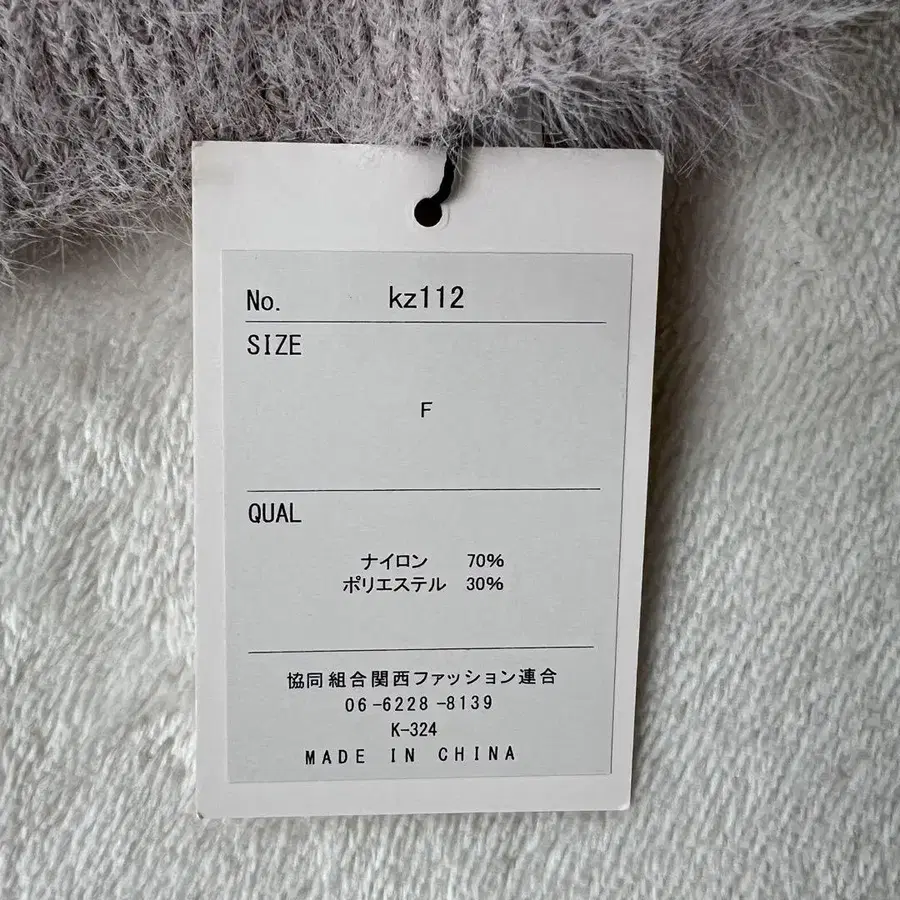 No. kz112
SIZE
F
QUAL
ナイロン 70%
ポリエステル 30%
協同組合関西ファッション連合
06-6228-8139
K-324
MADE IN CHINA